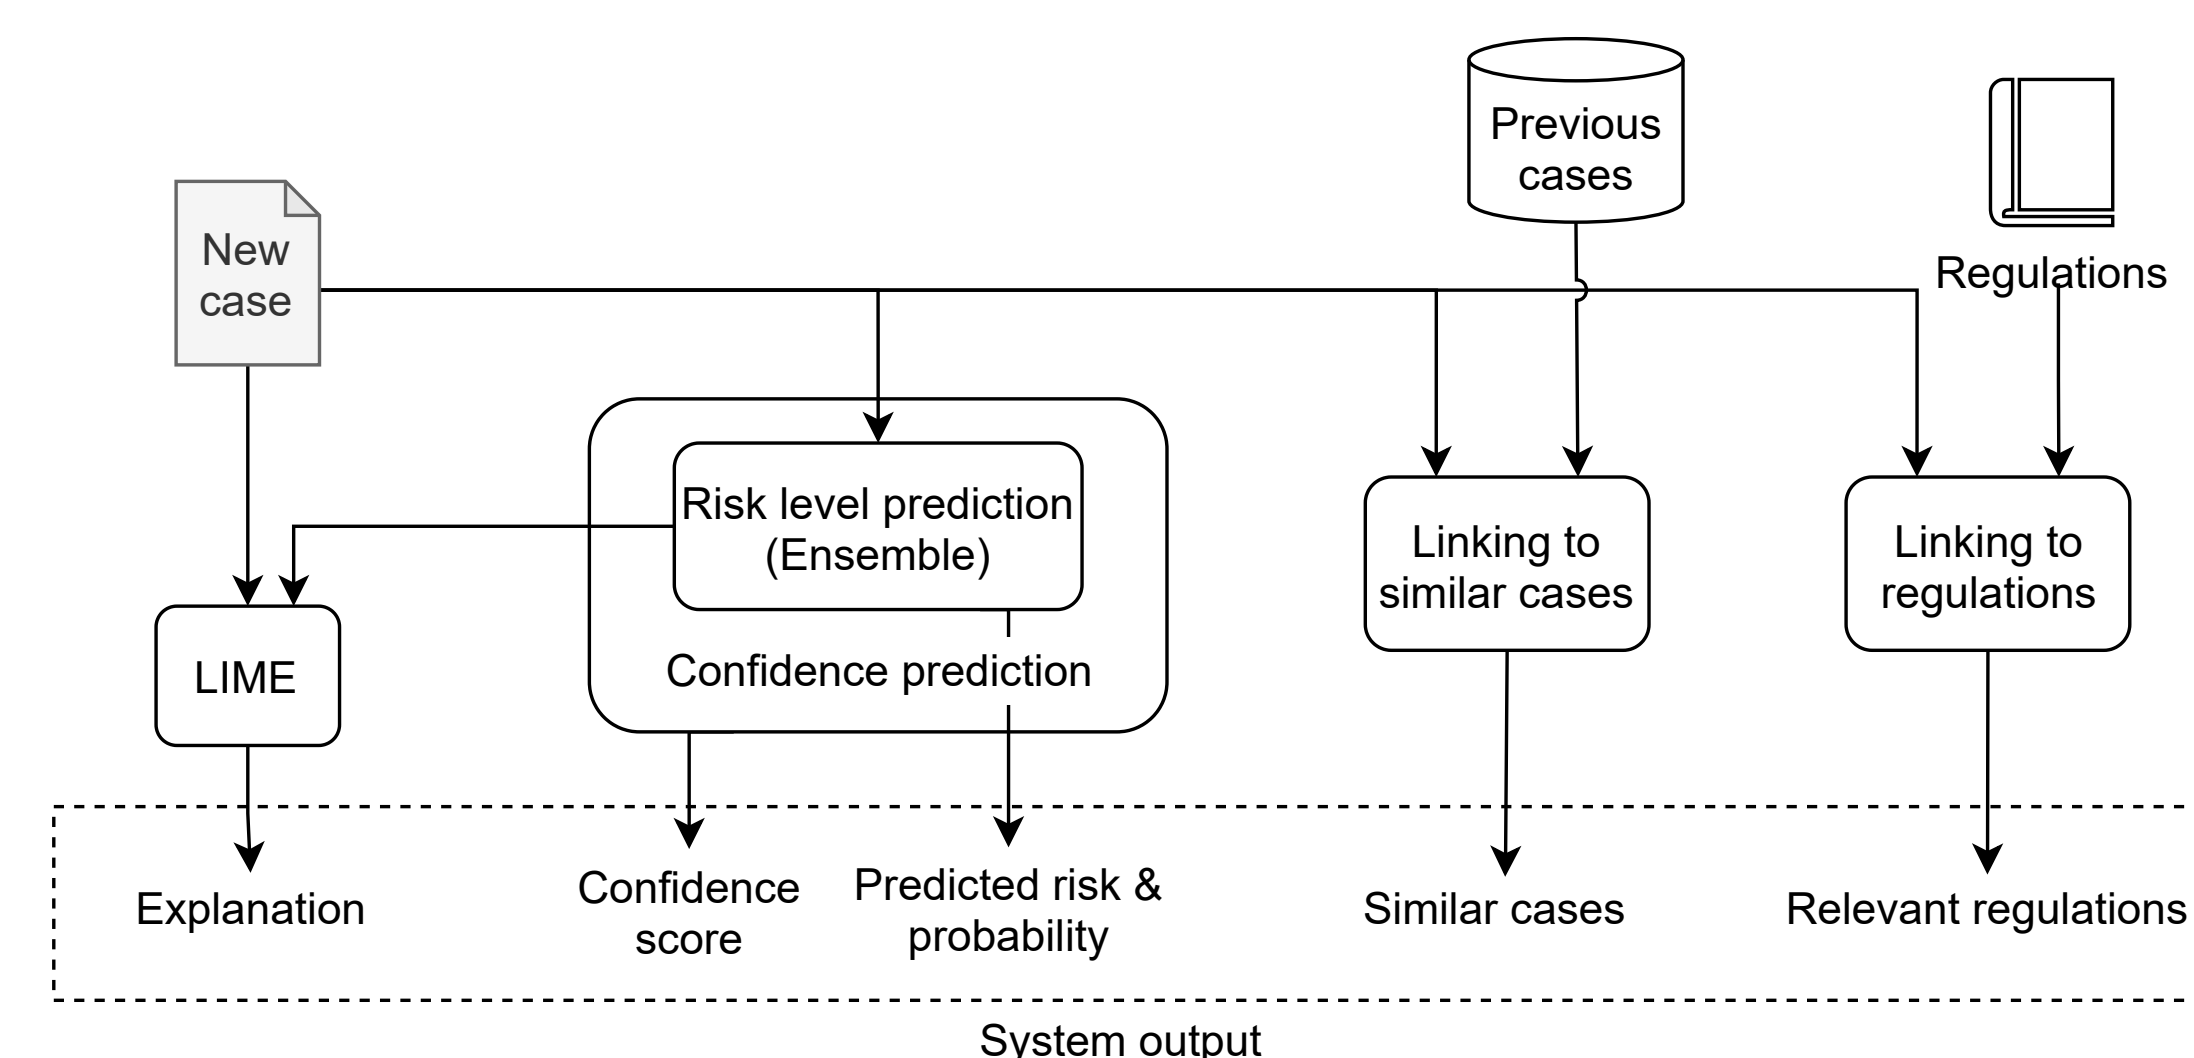 Previous
cases
New
case
Regulations
Risk level prediction
(Ensemble)
Linking to
similar cases
Linking to
regulations
LIME
Confidence prediction
Explanation
Confidence
score
Predicted risk &
probability
Similar cases
Relevant regulations
System output